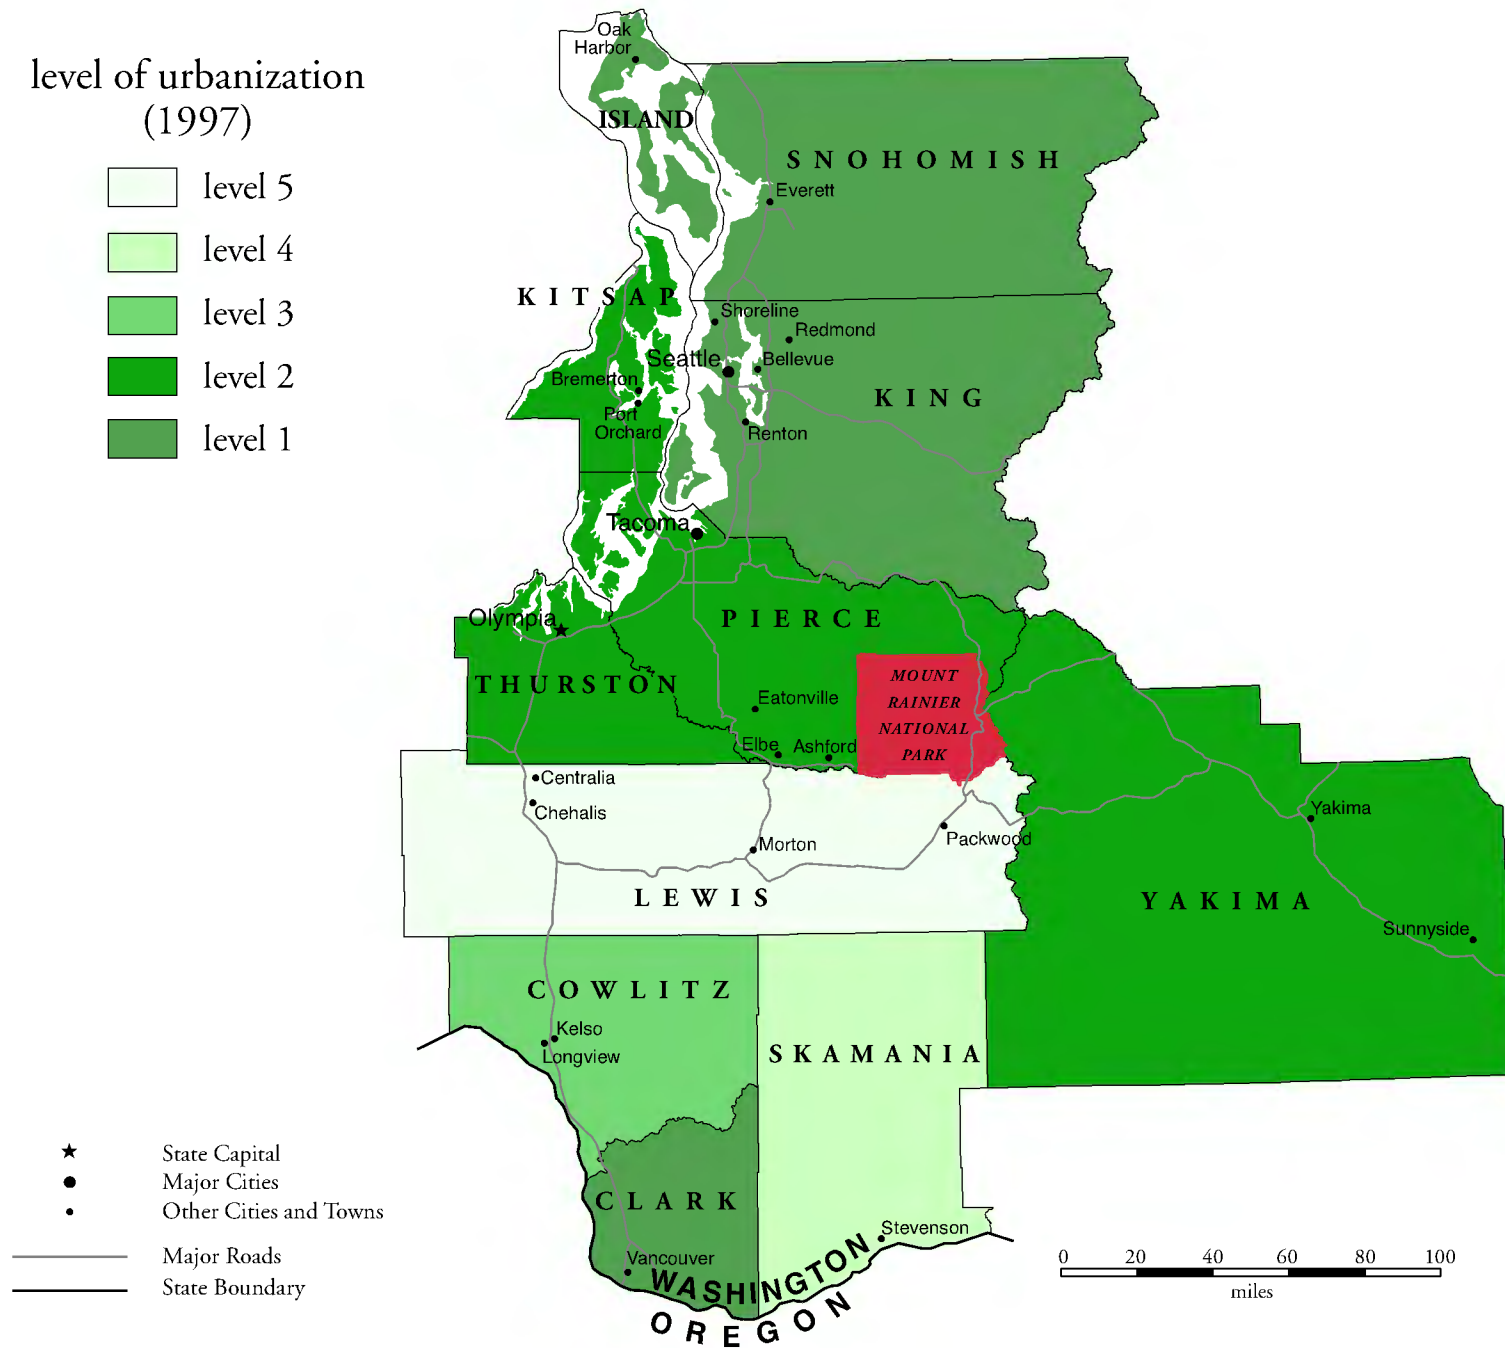 level of urbanization
(1997)
level 5
level 4
level 3
level 2
level 1
Oak
Harbor
ISLAND
SNOHOMISH
Everett
KITSAP
Shoreline
Redmond
Seattle
Bellevue
Bremerton
KING
Port
Orchard
Renton
Tacoma
Olympia
PIERCE
THURSTON
MOUNT
RAINIER
NATIONAL
PARK
Eatonville
Elbe
Ashford
Centralia
Chehalis
Morton
Packwood
Yakima
LEWIS
YAKIMA
Sunnyside
COWLITZ
Kelso
Longview
SKAMANIA
CLARK
Stevenson
Vancouver
WASHINGTON
OREGON
State Capital
Major Cities
Other Cities and Towns
Major Roads
State Boundary
0 20 40 60 80 100
miles